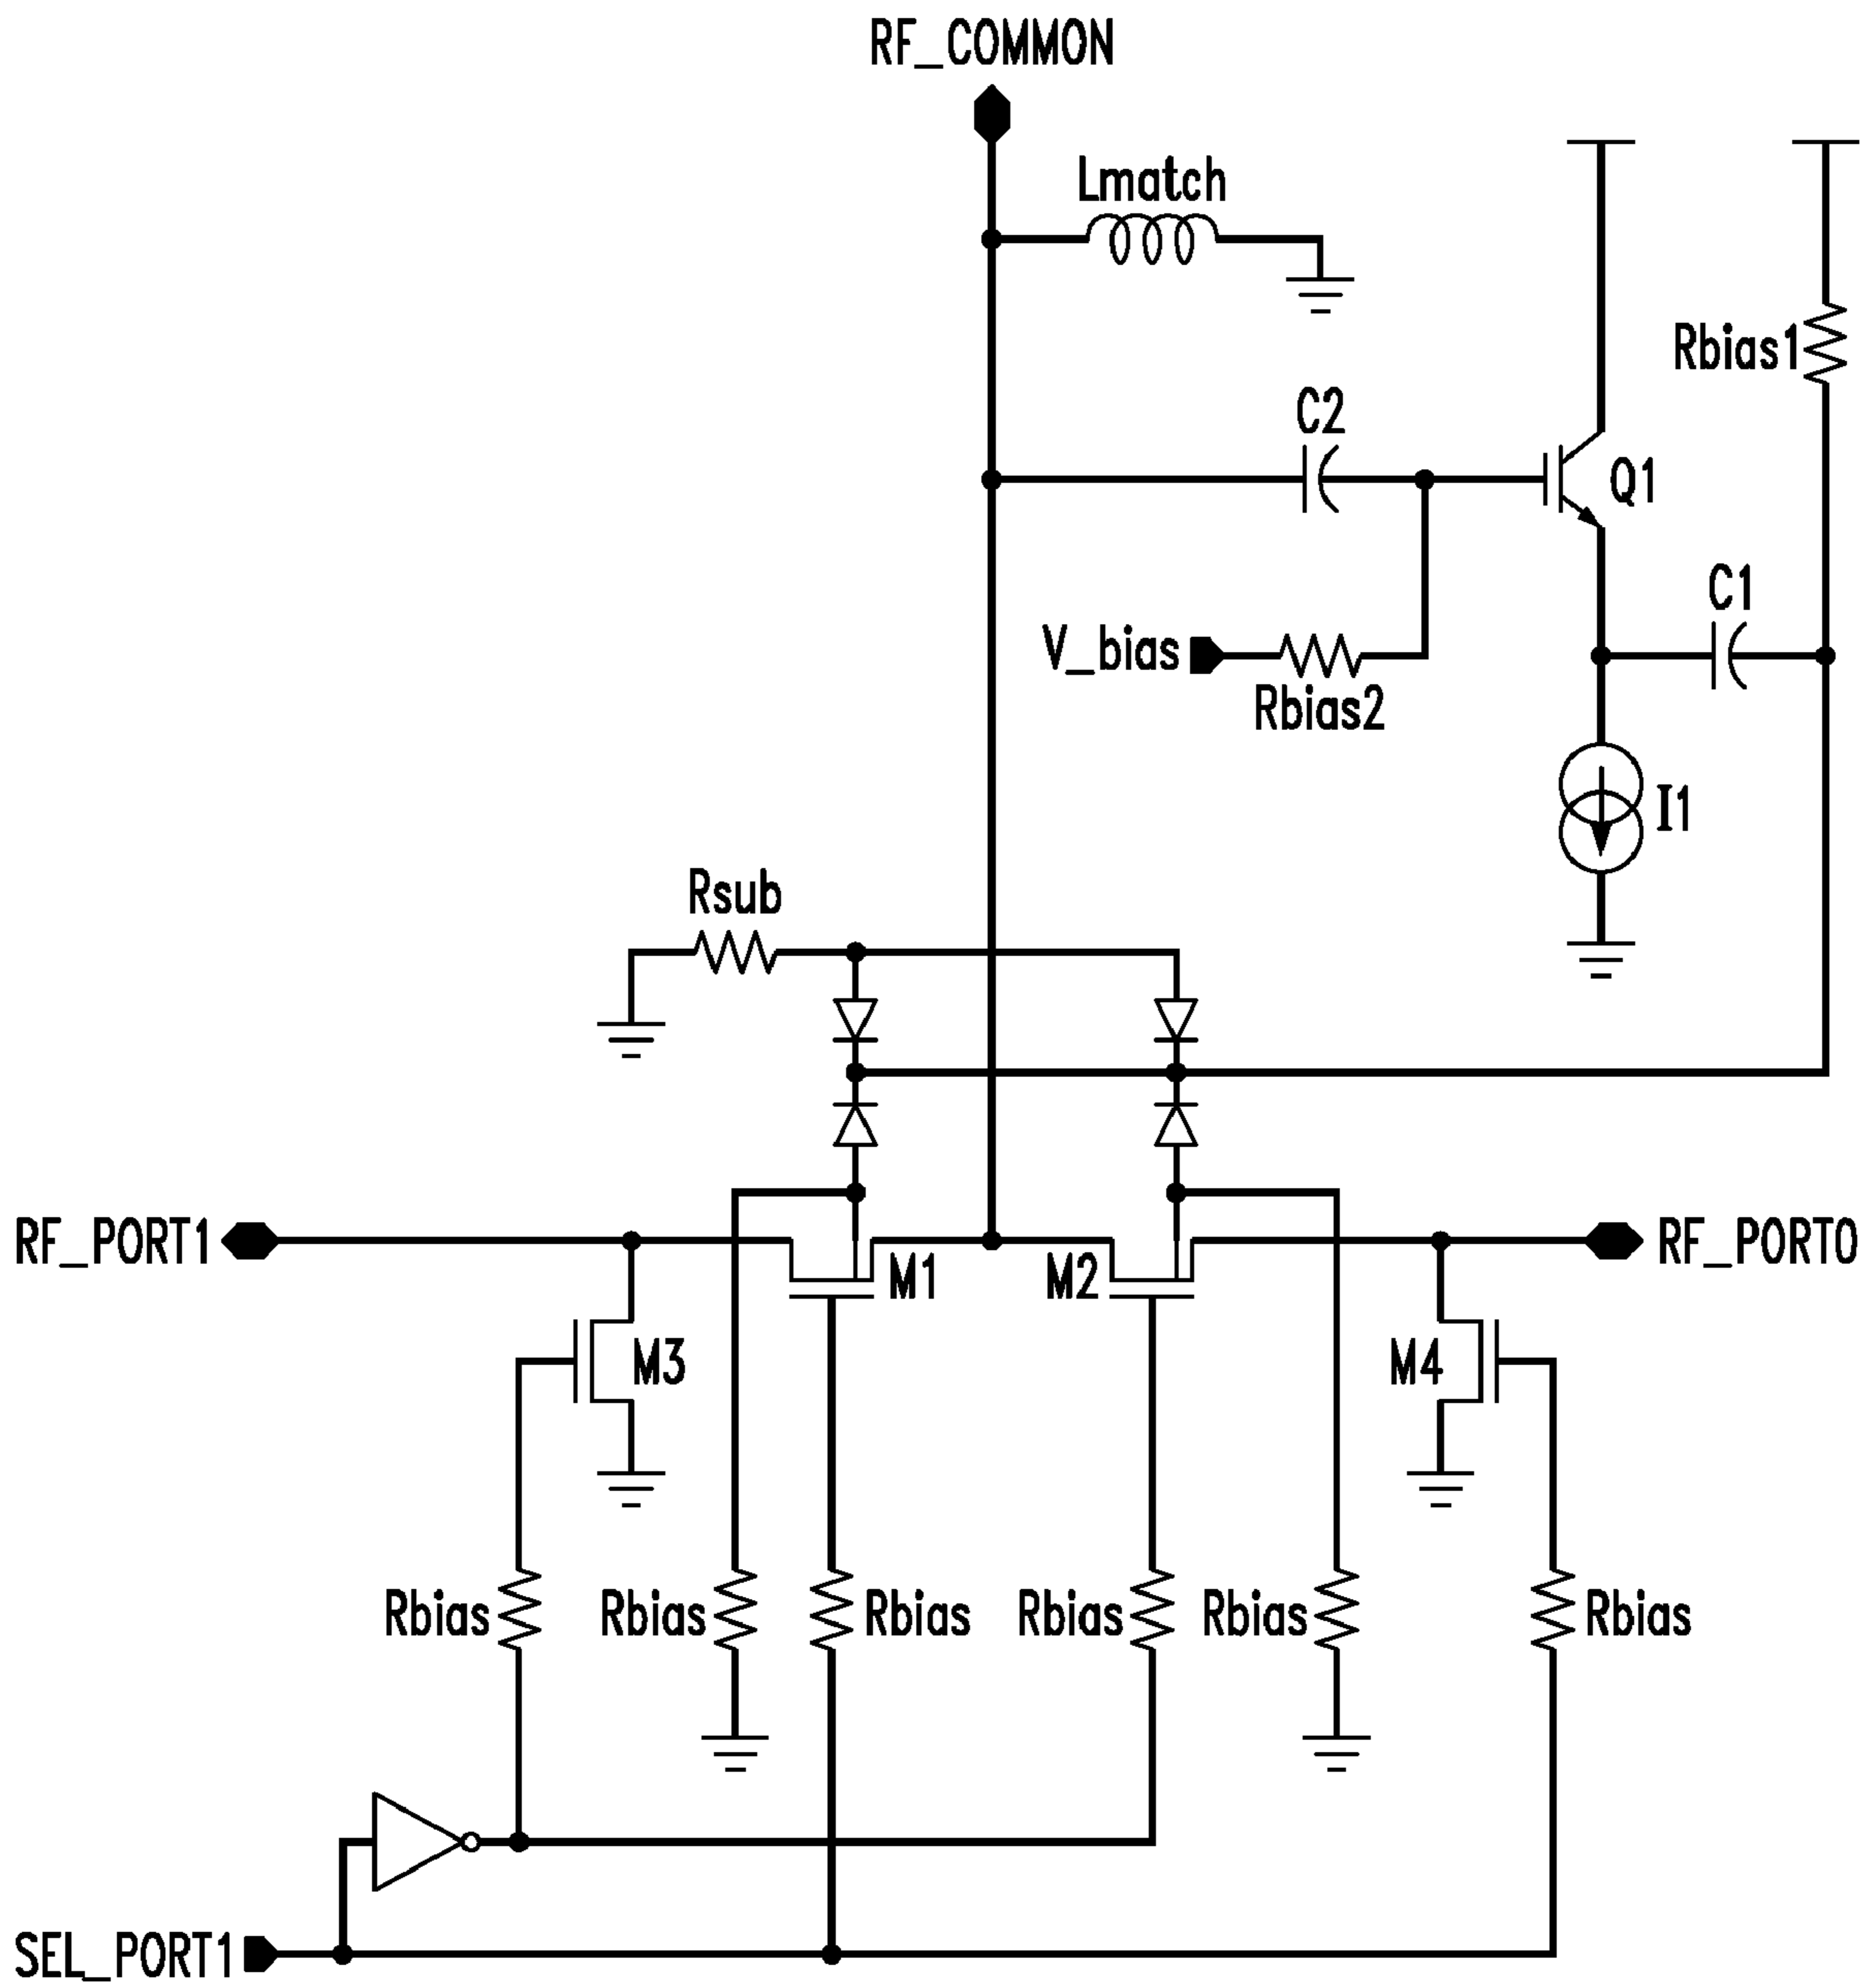 RF_COMMON
Lmatch
Rbias1
C2
Q1
C1
V_bias
Rbias2
I1
Rsub
RF_PORT1
M1
M2
RF_PORT0
M3
M4
Rbias
Rbias
Rbias
Rbias
Rbias
Rbias
SEL_PORT1